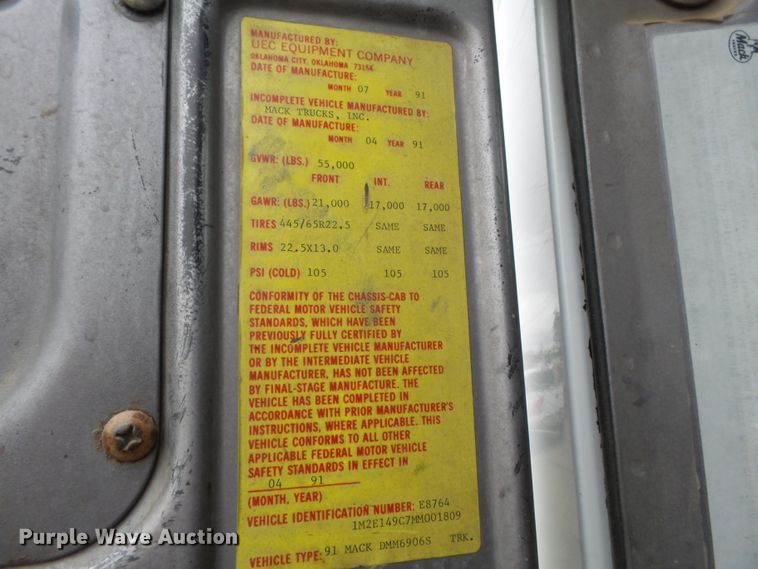 MANUFACTURED BY:
UEC EQUIPMENT COMPANY
OKLAHOMA CITY, OKLAHOMA 73154
DATE OF MANUFACTURE:
MONTH 07 YEAR 91
INCOMPLETE VEHICLE MANUFACTURED BY:
MACK TRUCKS, INC.
DATE OF MANUFACTURE:
MONTH 04 YEAR 91
GVWR: (LBS.) 55,000
FRONT INT. REAR
GAWR: (LBS.) 21,000 17,000 17,000
TIRES 445/65R22.5 SAME SAME
RIMS 22.5X13.0 SAME SAME
PSI (COLD) 105 105 105
CONFORMITY OF THE CHASSIS-CAB TO
FEDERAL MOTOR VEHICLE SAFETY
STANDARDS, WHICH HAVE BEEN
PREVIOUSLY FULLY CERTIFIED BY
THE INCOMPLETE VEHICLE MANUFACTURER
OR BY THE INTERMEDIATE VEHICLE
MANUFACTURER, HAS NOT BEEN AFFECTED
BY FINAL-STAGE MANUFACTURE. THE
VEHICLE HAS BEEN COMPLETED IN
ACCORDANCE WITH PRIOR MANUFACTURER'S
INSTRUCTIONS, WHERE APPLICABLE. THIS
VEHICLE CONFORMS TO ALL OTHER
APPLICABLE FEDERAL MOTOR VEHICLE
SAFETY STANDARDS IN EFFECT IN
04 91
(MONTH, YEAR)
VEHICLE IDENTIFICATION NUMBER: E8764
1M2E149C7MM001809
VEHICLE TYPE: 91 MACK DMM6906S TRK.
Mack
Purple Wave Auction